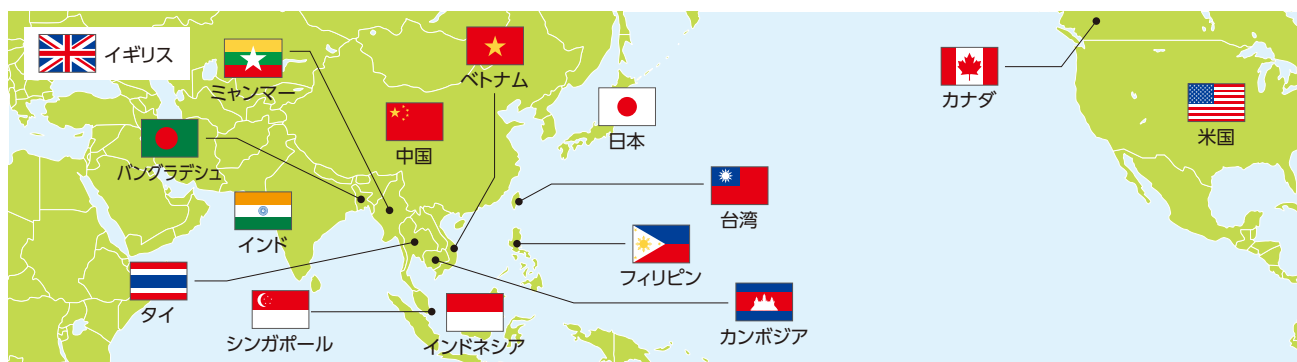 イギリス
ミャンマー
ベトナム
中国
日本
カナダ
米国
バングラデシュ
台湾
インド
フィリピン
タイ
シンガポール
インドネシア
カンボジア